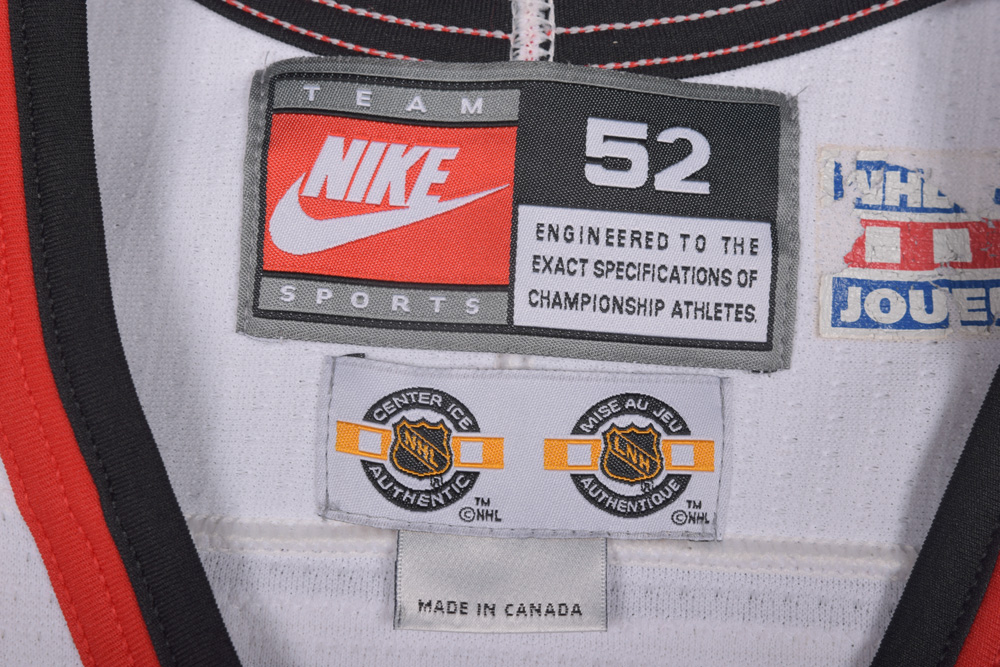 TEAM
NIKE
SPORTS
52
ENGINEERED TO THE
EXACT SPECIFICATIONS OF
CHAMPIONSHIP ATHLETES.
CENTER ICE
NHL
AUTHENTIC
TM
©NHL
MISE AU JEU
LNH
AUTHENTIQUE
TM
©NHL
MADE IN CANADA